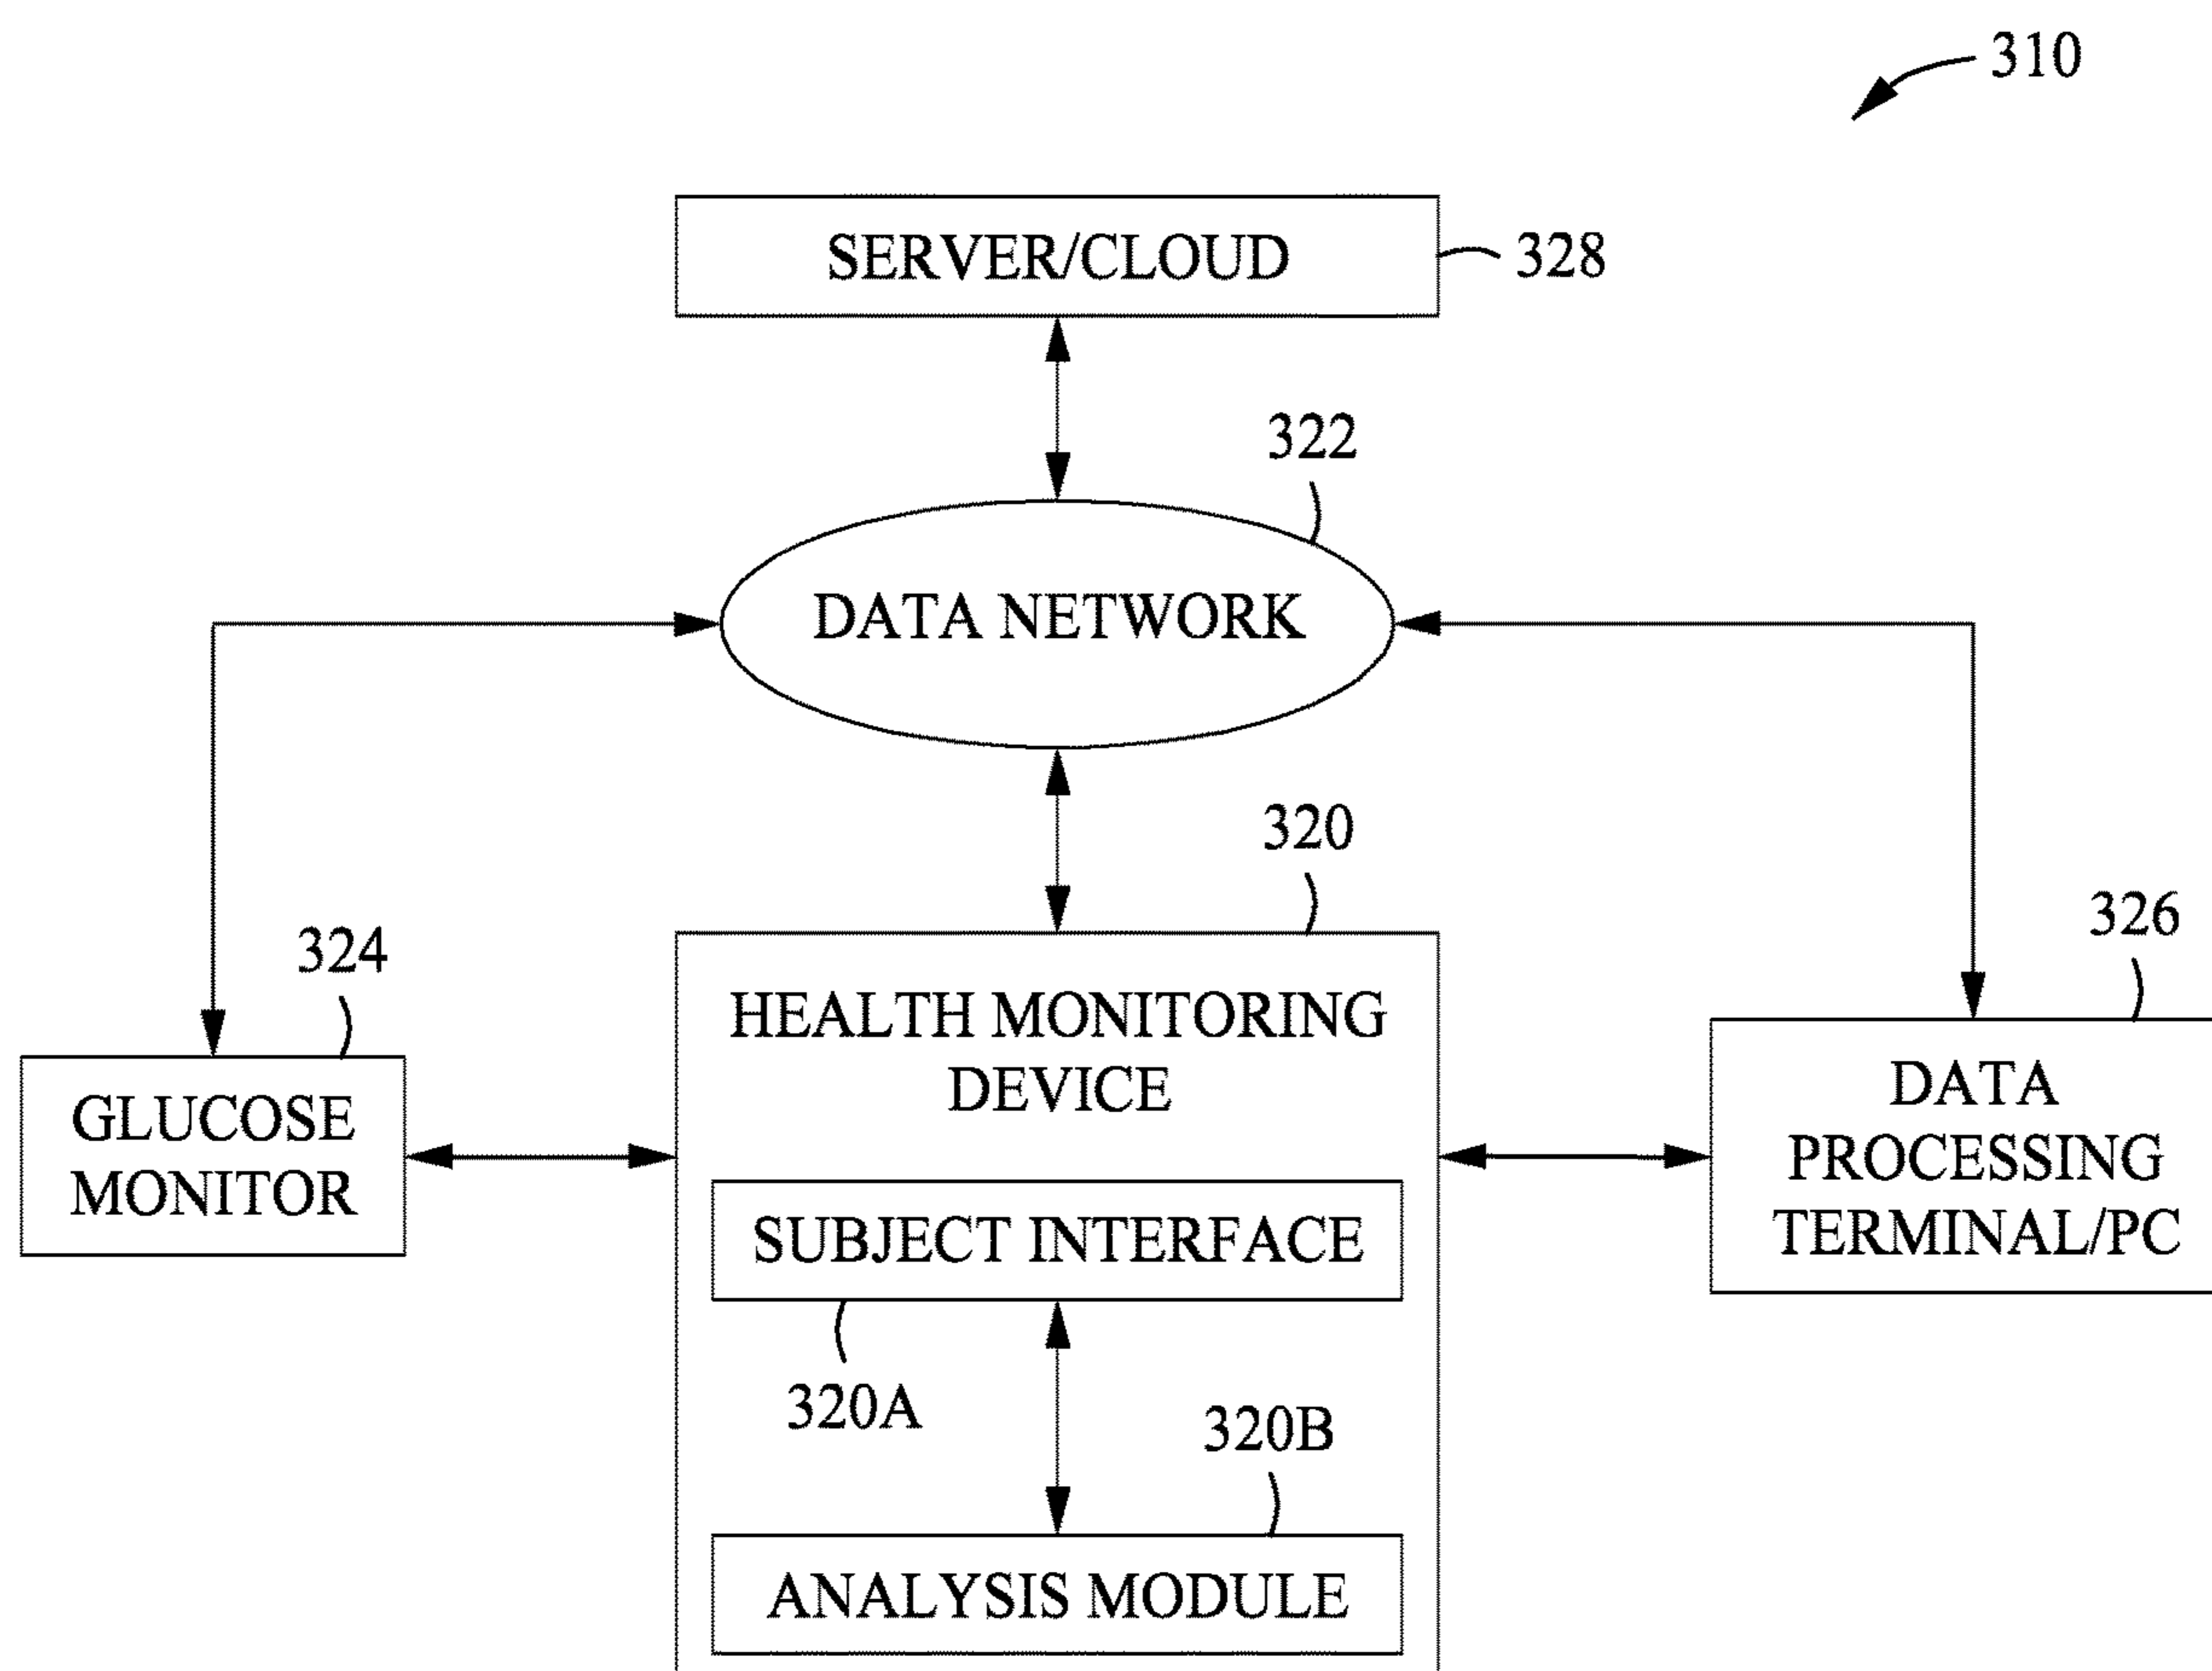 310
SERVER/CLOUD
328
322
DATA NETWORK
320
326
324
HEALTH MONITORING
DEVICE
GLUCOSE
MONITOR
DATA
PROCESSING
TERMINAL/PC
SUBJECT INTERFACE
320A
320B
ANALYSIS MODULE